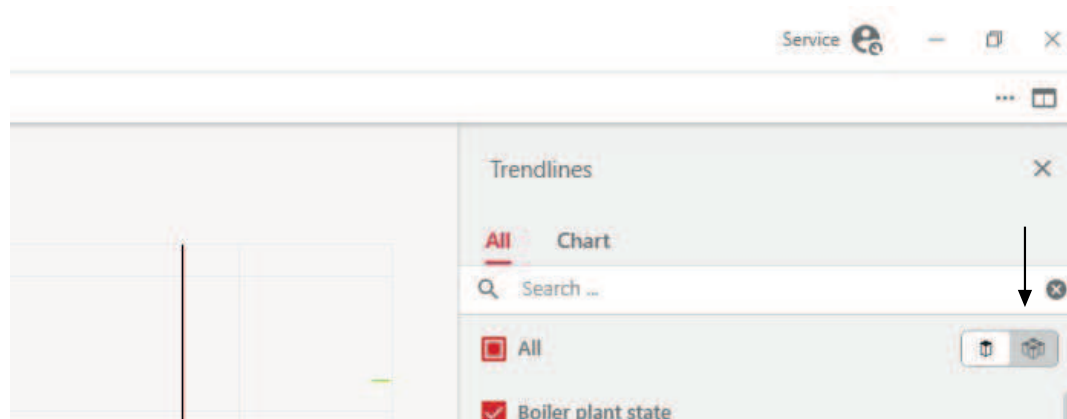 Service
Trendlines
All Chart
Search ...
All
Boiler plant state